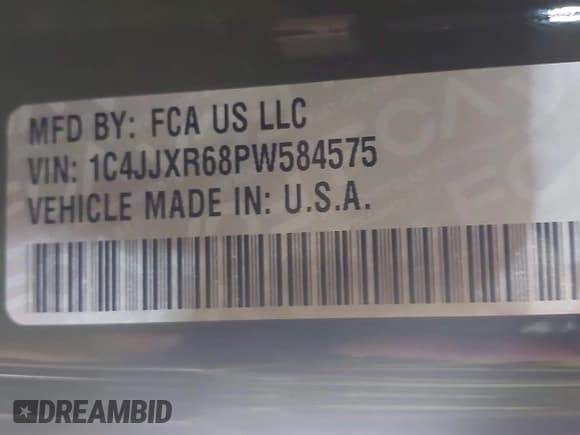 MFD BY: FCA US LLC
VIN: 1C4JJXR68PW584575
VEHICLE MADE IN: U.S.A.
DREAMBID